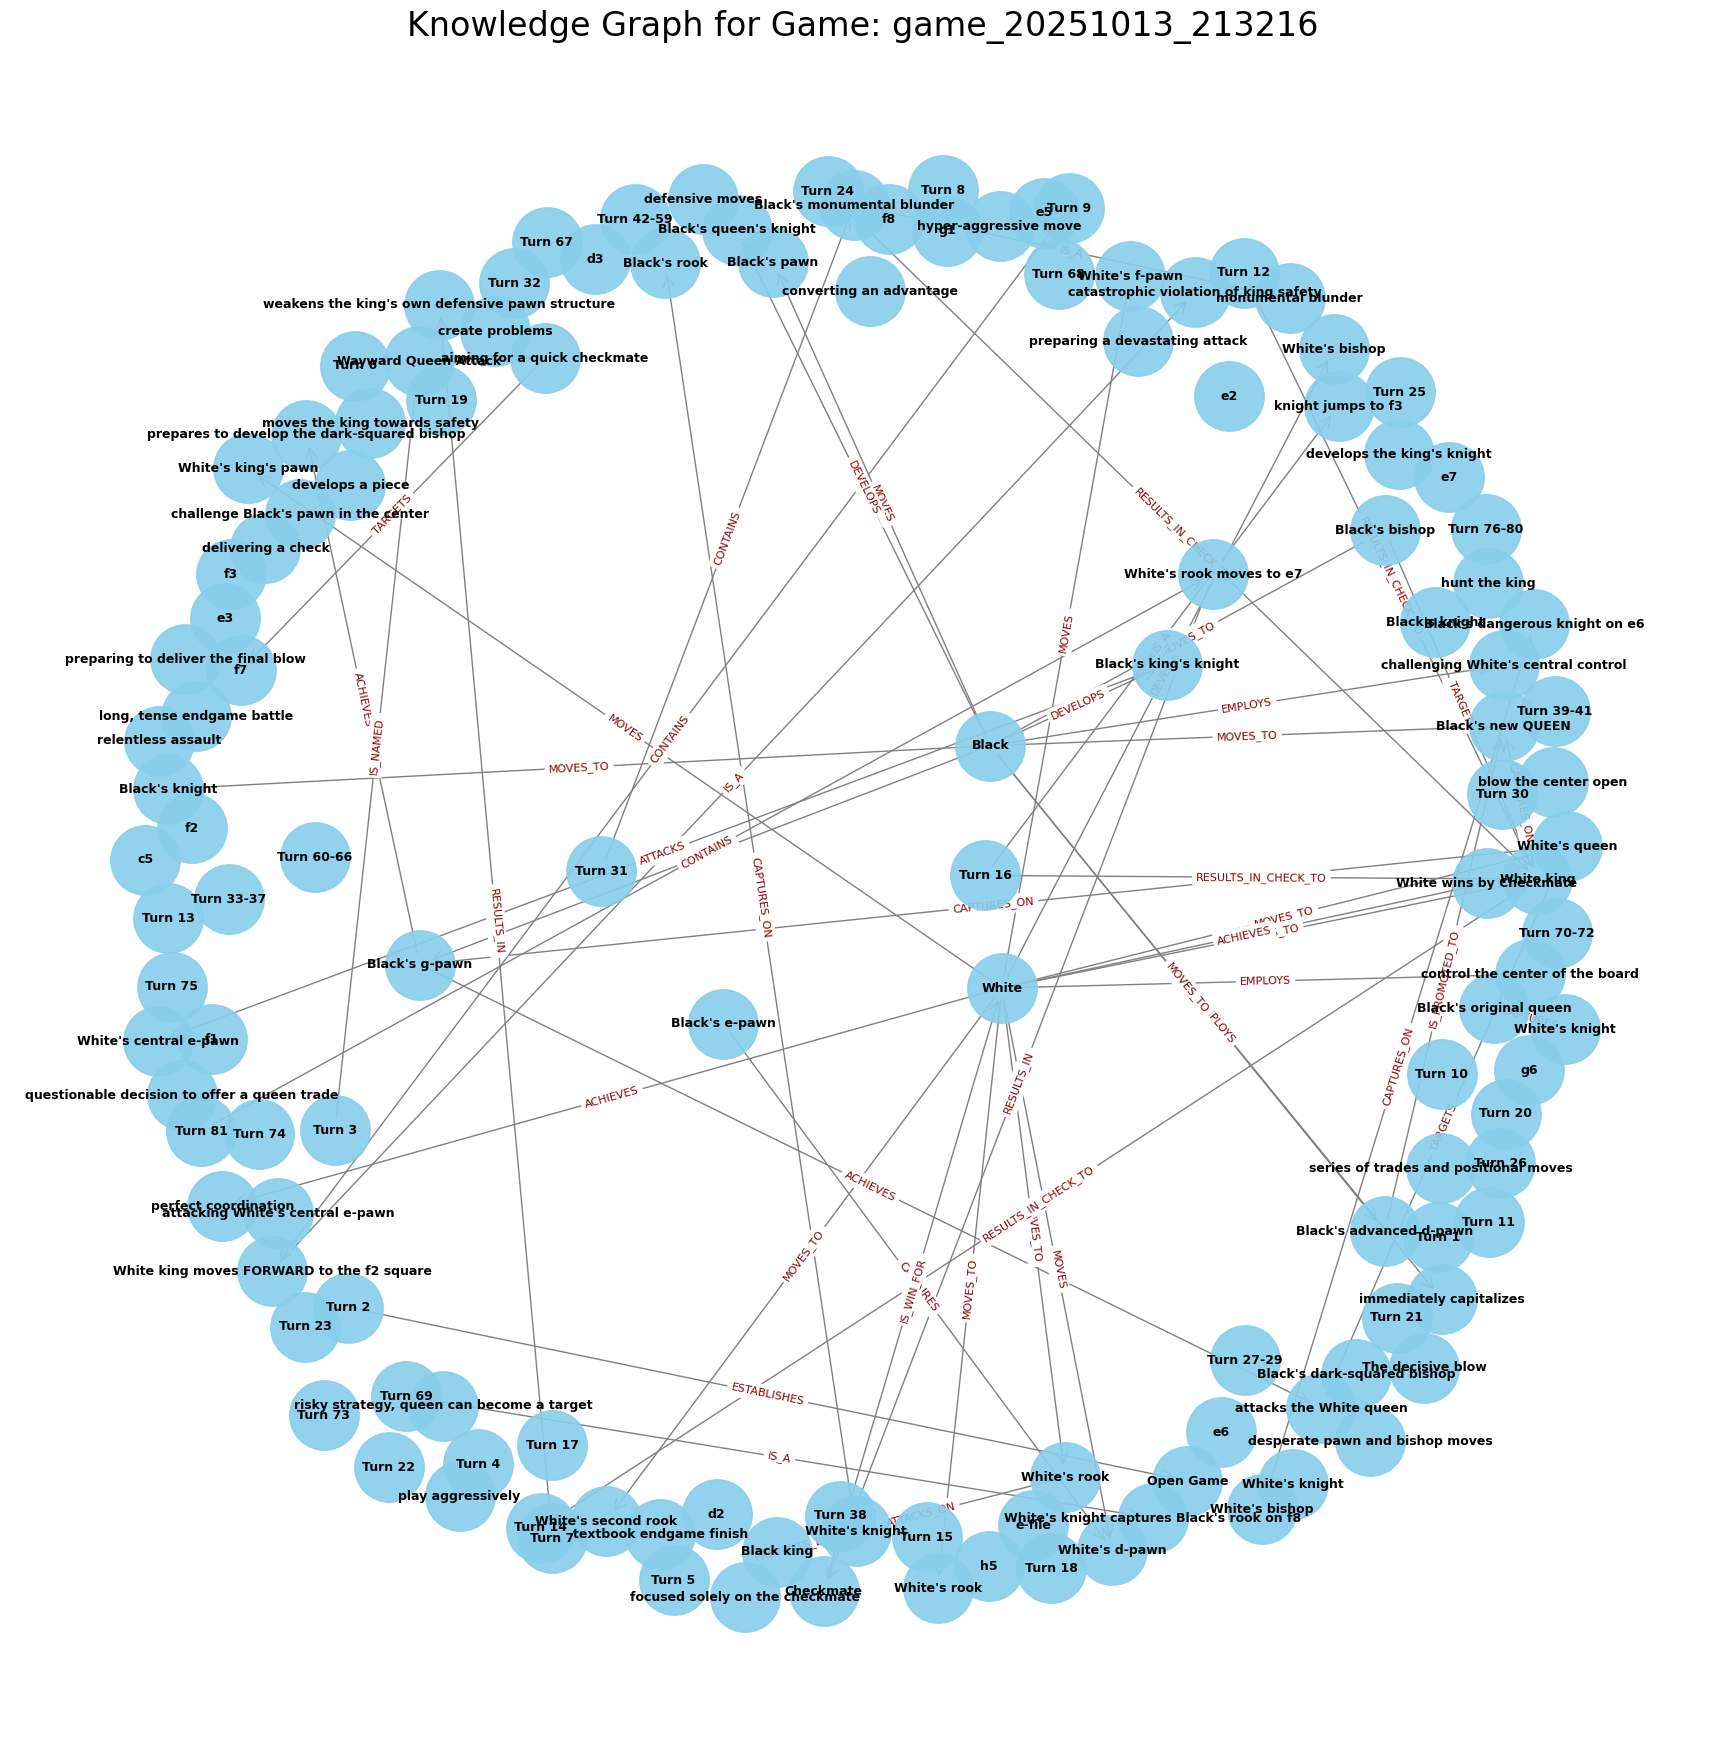 Knowledge Graph for Game: game_20251013_213216
Turn 24
Turn 8
defensive moves
Black's monumental blunder
e5
Turn 9
Turn 42-59
f8
hyper-aggressive move
Black's queen's knight
g1
Turn 67
d3
Black's rook
Black's pawn
IS_A
Turn 32
Turn 68
White's f-pawn
Turn 12
converting an advantage
catastrophic violation of king safety
monumental blunder
weakens the king's own defensive pawn structure
create problems
preparing a devastating attack
White's bishop
Turn 6
Wayward Queen Attack
aiming for a quick checkmate
Turn 19
e2
Turn 25
knight jumps to f3
moves the king towards safety
prepares to develop the dark-squared bishop
develops the king's knight
White's king's pawn
e7
develops a piece
DEVELOPS
MOVES
challenge Black's pawn in the center
TARGETS
RESULTS_IN_CHECK
Turn 76-80
Black's bishop
delivering a check
CONTAINS
f3
White's rook moves to e7
hunt the king
e3
Black's knight
Black's dangerous knight on e6
MOVES
preparing to deliver the final blow
f7
Black's king's knight
challenging White's central control
ACHIEVES
DEVELOPS
EMPLOYS
TARGE
long, tense endgame battle
relentless assault
MOVES
CONTAINS
Black
MOVES_TO
Black's new QUEEN
Turn 39-41
IS_NAMED
Black's knight
MOVES_TO
IS_A
blow the center open
Turn 30
f2
c5
Turn 60-66
Turn 31
ATTACKS
CONTAINS
Turn 16
RESULTS_IN_CHECK_TO
White's queen
White king
White wins by Checkmate
Turn 33-37
Turn 13
RESULTS_IN
CAPTURES_ON
CAPTURES_ON
MOVES_TO
ACHIEVES
Turn 70-72
Black's g-pawn
Turn 75
White
EMPLOYS
control the center of the board
IS_PROMOTED_TO
Black's original queen
Black's e-pawn
MOVES_TO
White's knight
White's central e-pawn
f1
CAPTURES_ON
Turn 10
g6
questionable decision to offer a queen trade
ACHIEVES
RESULTS_IN
Turn 20
Turn 81
Turn 74
Turn 3
TARGETS
series of trades and positional moves
Turn 26
perfect coordination
attacking White's central e-pawn
ACHIEVES
RESULTS_IN_CHECK_TO
Black's advanced d-pawn
Turn 1
Turn 11
White king moves FORWARD to the f2 square
MOVES_TO
IS_WIN_FOR
MOVES_TO
MOVES
immediately capitalizes
Turn 2
Turn 23
Turn 21
Turn 27-29
The decisive blow
Black's dark-squared bishop
ESTABLISHES
Turn 69
risky strategy, queen can become a target
attacks the White queen
Turn 73
e6
desperate pawn and bishop moves
Turn 17
IS_A
Turn 4
Turn 22
White's rook
Open Game
White's knight
play aggressively
d2
White's bishop
Turn 14
White's second rook
Turn 38
White's knight captures Black's rook on f8
e-file
Turn 7
textbook endgame finish
White's knight
Turn 15
Black king
White's d-pawn
h5
Turn 18
Turn 5
White's rook
Checkmate
focused solely on the checkmate